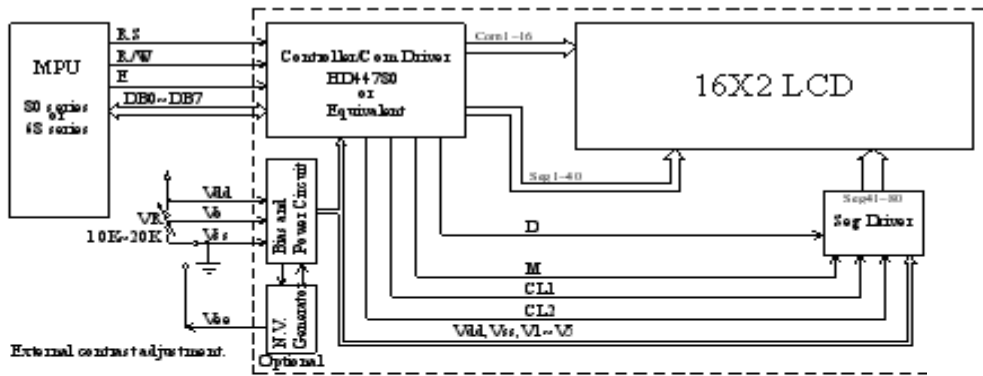 MPU
80 series
or
68 series
RS
R/W
E
DB0~DB7
Controller/Com Driver
HD44780
or
Equivalent
Com1-16
16X2 LCD
Seg1-40
Seg41-80
Seg Driver
Vdd
Vo
Vss
VR
10K~20K
Bias and
Power Circuit
D
M
CL1
CL2
Vdd, Vss, V1~V5
Vee
N.V.
Generator
Optional
External contrast adjustment.